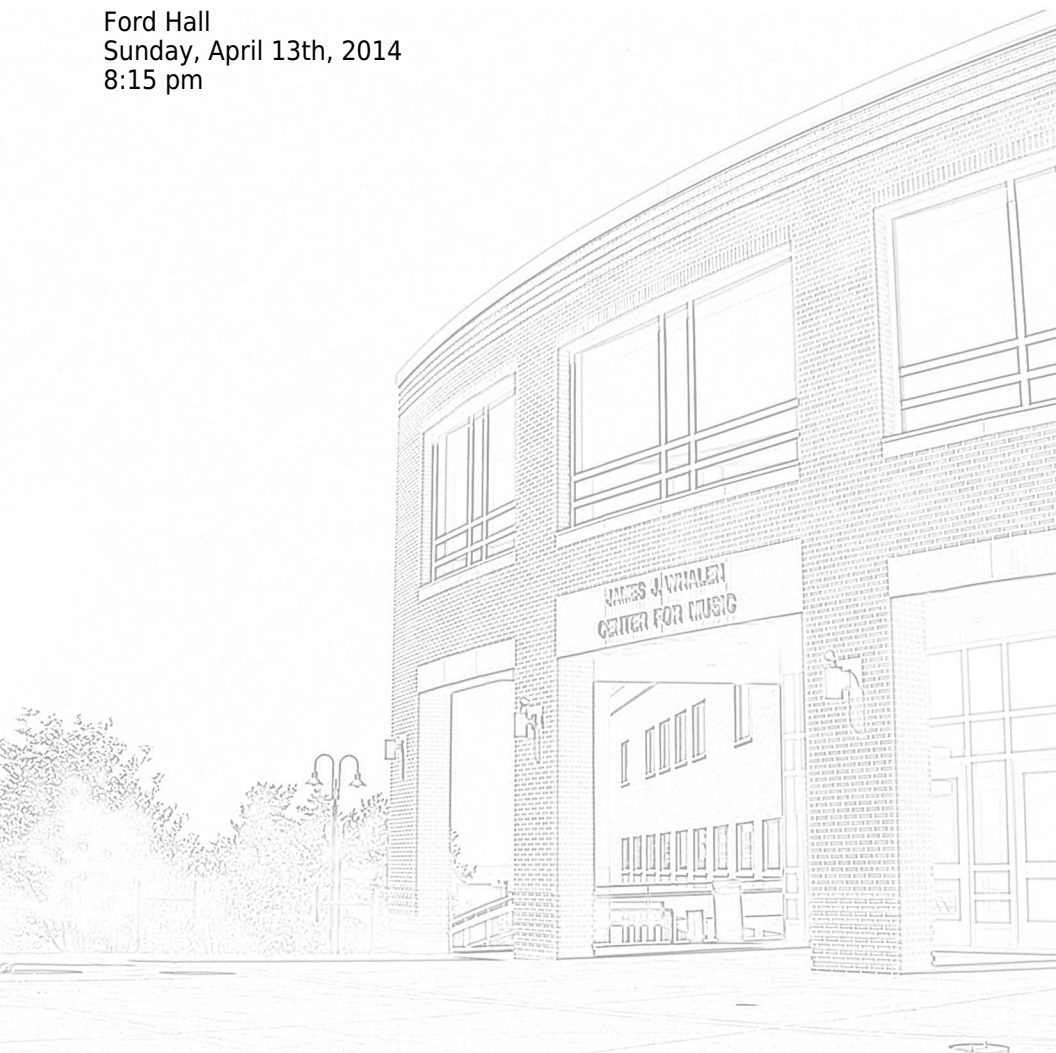 Ford Hall
Sunday, April 13th, 2014
8:15 pm
JAMES J. WHALEN
CENTER FOR MUSIC